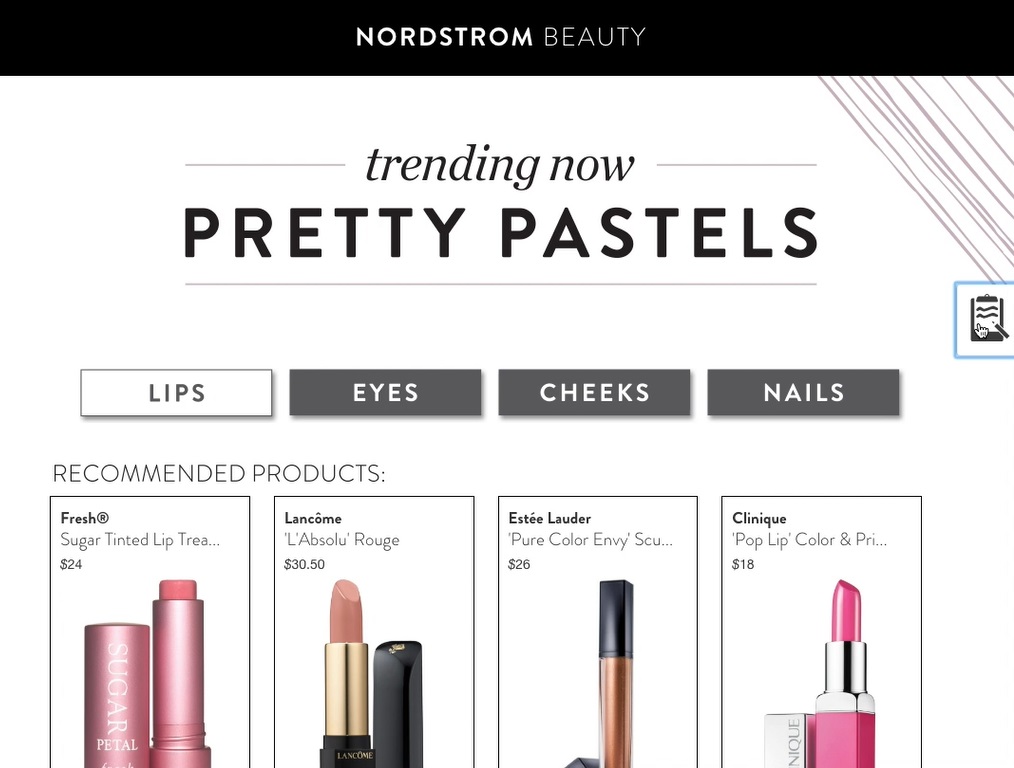 NORDSTROM BEAUTY
trending now
PRETTY PASTELS
LIPS
EYES
CHEEKS
NAILS
RECOMMENDED PRODUCTS:
Fresh®
Sugar Tinted Lip Trea...
$24
Lancôme
'L'Absolu' Rouge
$30.50
Estée Lauder
'Pure Color Envy' Scu...
$26
Clinique
'Pop Lip' Color & Pri...
$18
SUGAR
PETAL
fresh
LANCÔME
NIQUE